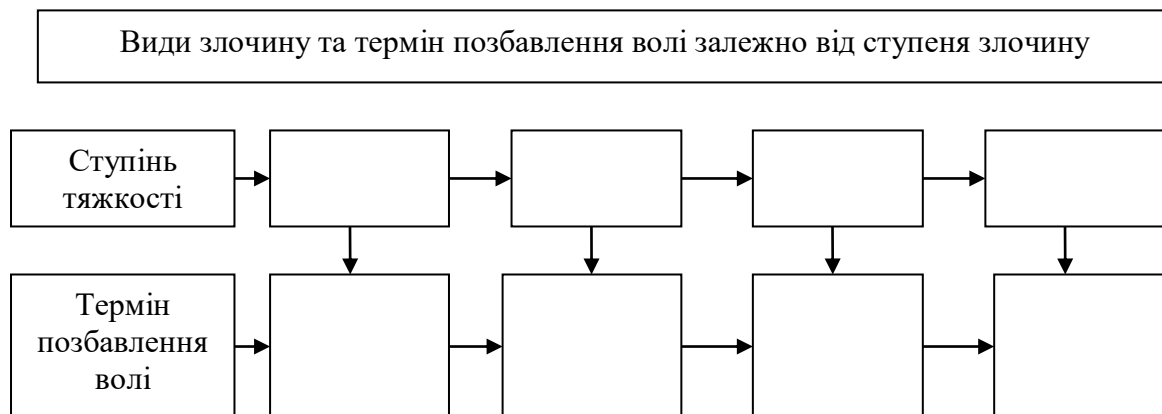 Види злочину та термін позбавлення волі залежно від ступеня злочину
Ступінь
тяжкості
Термін
позбавлення
волі